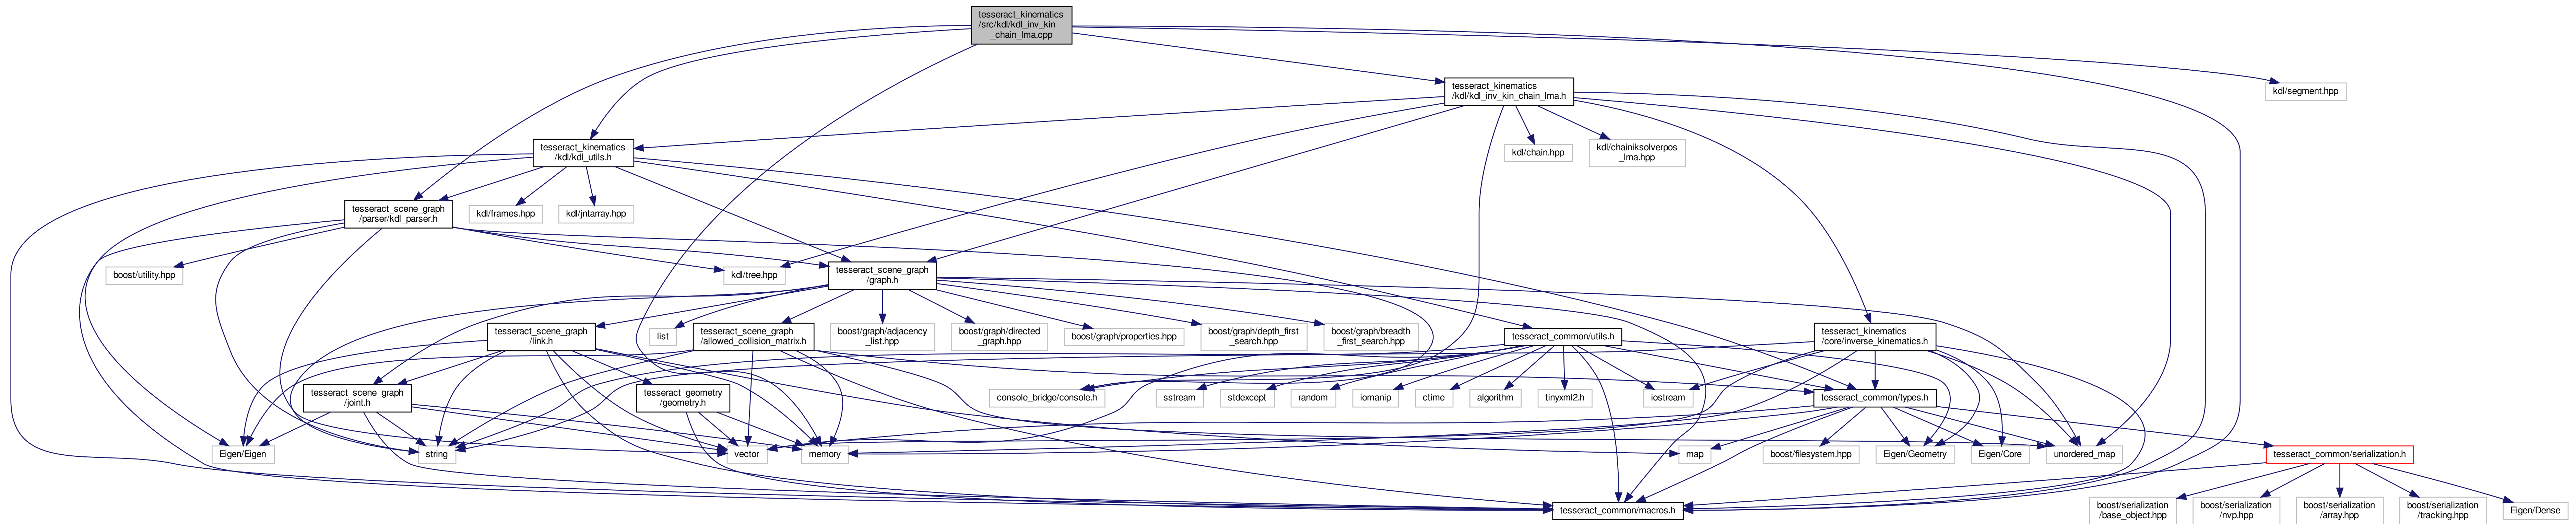 tesseract_kinematics
/src/kdl/kdl_inv_kin
_chain_lma.cpp
tesseract_kinematics
/kdl/kdl_inv_kin_chain_lma.h
kdl/segment.hpp
tesseract_kinematics
/kdl/kdl_utils.h
kdl/chain.hpp
kdl/chainiksolverpos
_lma.hpp
tesseract_scene_graph
/parser/kdl_parser.h
kdl/frames.hpp
kdl/jntarray.hpp
boost/utility.hpp
kdl/tree.hpp
tesseract_scene_graph
/graph.h
list
tesseract_scene_graph
/link.h
tesseract_scene_graph
/allowed_collision_matrix.h
boost/graph/adjacency
_list.hpp
boost/graph/directed
_graph.hpp
boost/graph/properties.hpp
boost/graph/depth_first
_search.hpp
boost/graph/breadth
_first_search.hpp
tesseract_common/utils.h
tesseract_kinematics
/core/inverse_kinematics.h
tesseract_scene_graph
/joint.h
tesseract_geometry
/geometry.h
console_bridge/console.h
sstream
stdexcept
random
iomanip
ctime
algorithm
tinyxml2.h
iostream
tesseract_common/types.h
Eigen/Eigen
string
vector
memory
map
boost/filesystem.hpp
Eigen/Geometry
Eigen/Core
unordered_map
tesseract_common/serialization.h
tesseract_common/macros.h
boost/serialization
/base_object.hpp
boost/serialization
/nvp.hpp
boost/serialization
/array.hpp
boost/serialization
/tracking.hpp
Eigen/Dense